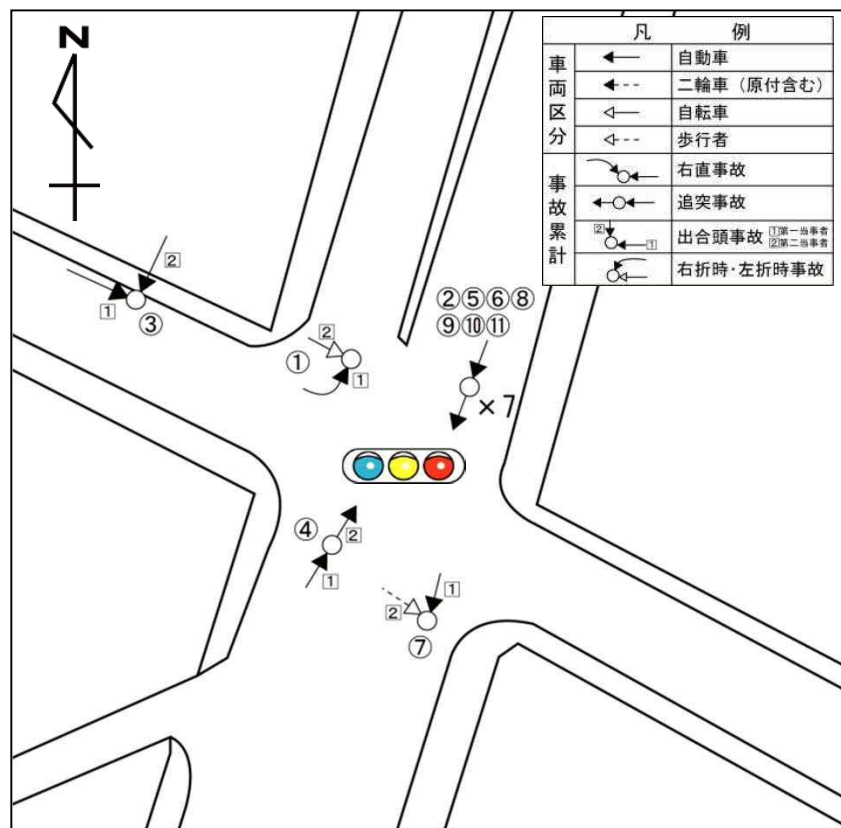 N
凡 例
車両区分
自動車
二輪車（原付含む）
自転車
歩行者
事故累計
右直事故
追突事故
2
1
出合頭事故 1第一当事者
2第二当事者
右折時・左折時事故
2
1
③
②⑤⑥⑧
⑨⑩⑪
×7
①
2
1
④
2
1
1
2
⑦